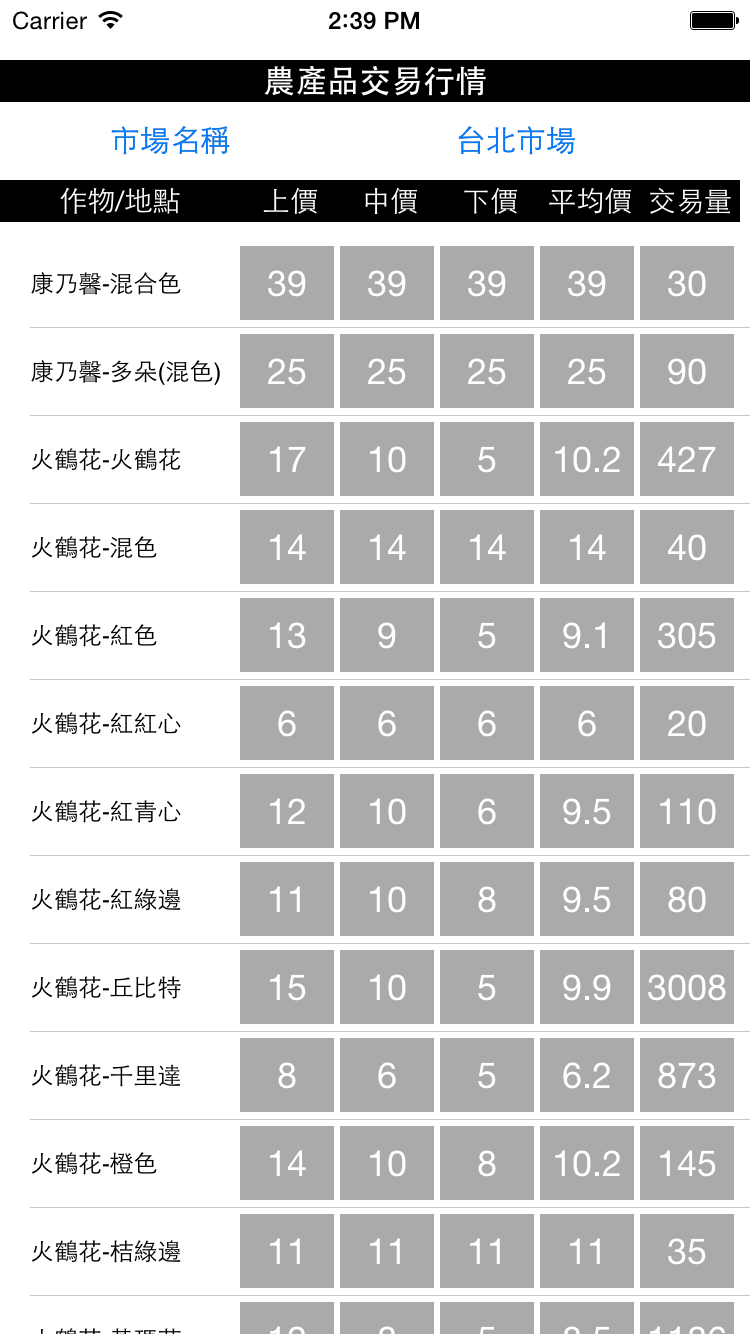 Carrier 2:39 PM
農產品交易行情
市場名稱 台北市場
作物/地點 上價 中價 下價 平均價 交易量
康乃馨-混合色 39 39 39 39 30
康乃馨-多朵(混色) 25 25 25 25 90
火鶴花-火鶴花 17 10 5 10.2 427
火鶴花-混色 14 14 14 14 40
火鶴花-紅色 13 9 5 9.1 305
火鶴花-紅紅心 6 6 6 6 20
火鶴花-紅青心 12 10 6 9.5 110
火鶴花-紅綠邊 11 10 8 9.5 80
火鶴花-丘比特 15 10 5 9.9 3008
火鶴花-千里達 8 6 5 6.2 873
火鶴花-橙色 14 10 8 10.2 145
火鶴花-桔綠邊 11 11 11 11 35